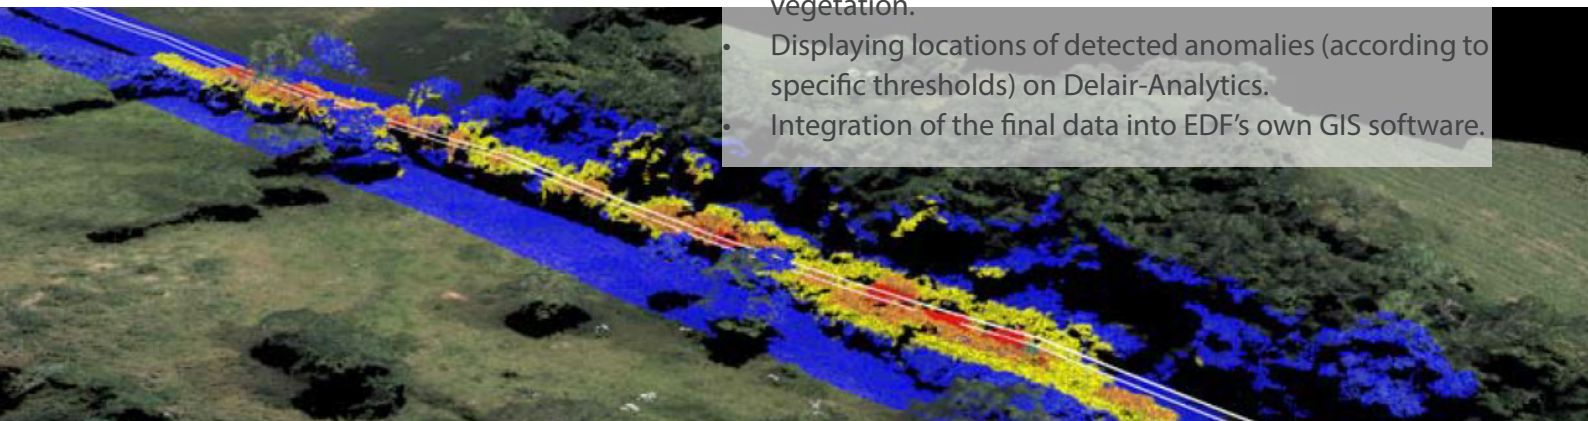 vegetation.
• Displaying locations of detected anomalies (according to
specific thresholds) on Delair-Analytics.
• Integration of the final data into EDF's own GIS software.